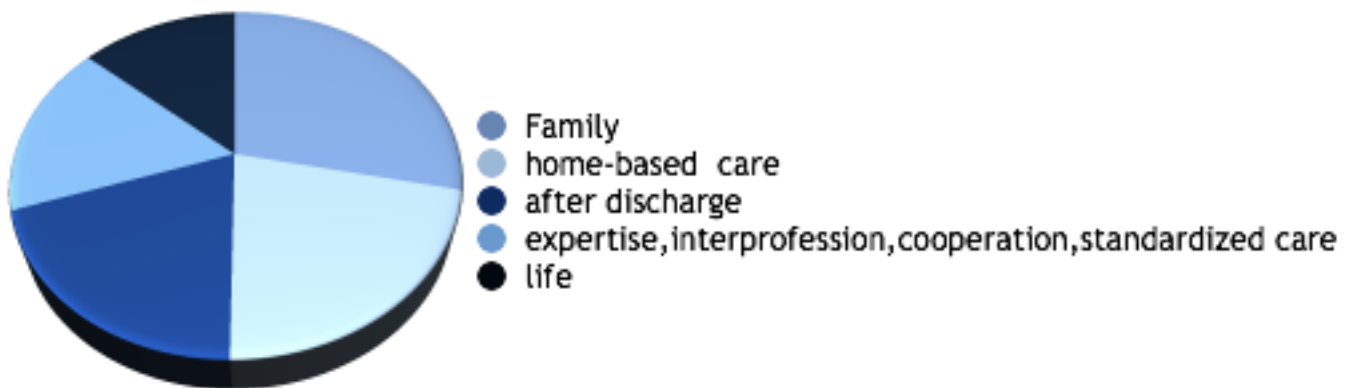 Family
home-based  care
after discharge
expertise,interprofession,cooperation,standardized care
life